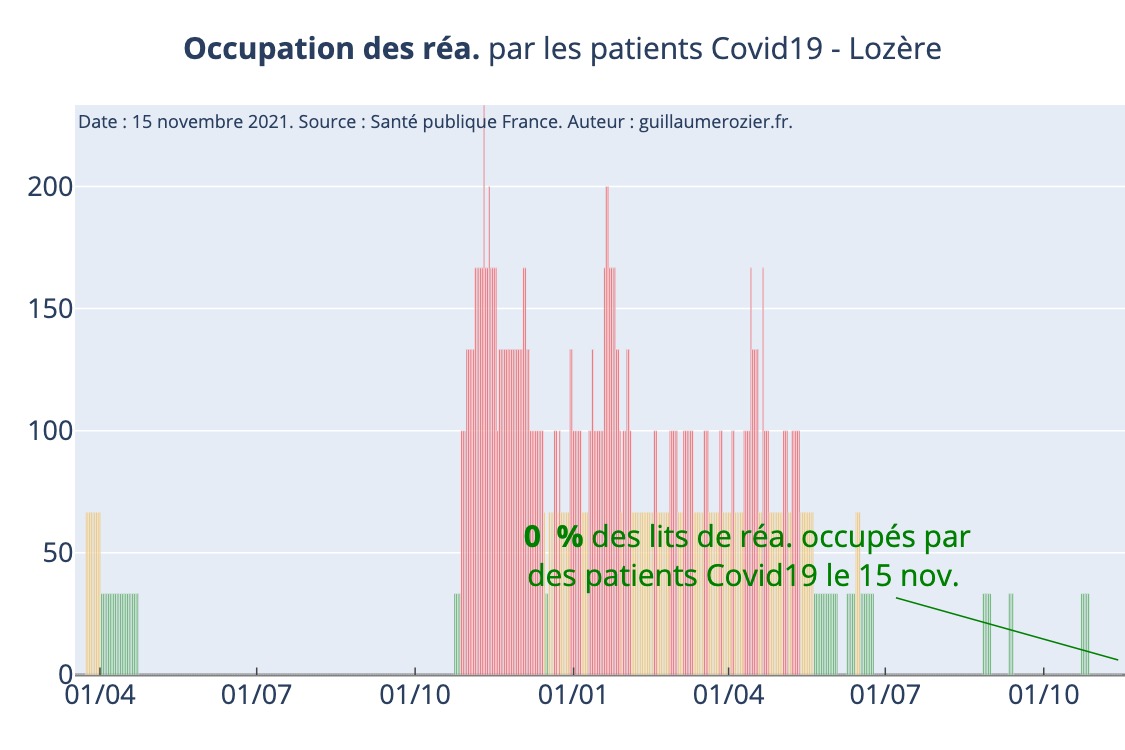 Occupation des réa. par les patients Covid19 - Lozère
Date : 15 novembre 2021. Source : Santé publique France. Auteur : guillaumerozier.fr.
200
150
100
50
0
0 % des lits de réa. occupés par
des patients Covid19 le 15 nov.
01/04 01/07 01/10 01/01 01/04 01/07 01/10